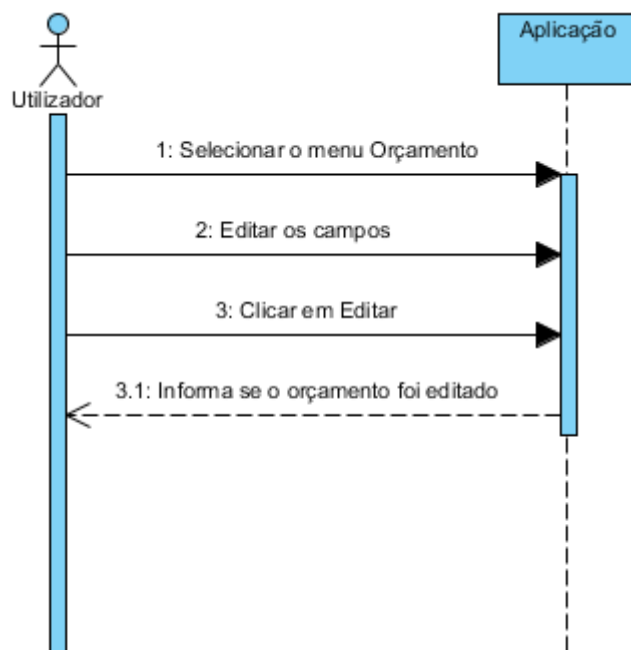 Aplicação
Utilizador
1: Selecionar o menu Orçamento
2: Editar os campos
3: Clicar em Editar
3.1: Informa se o orçamento foi editado